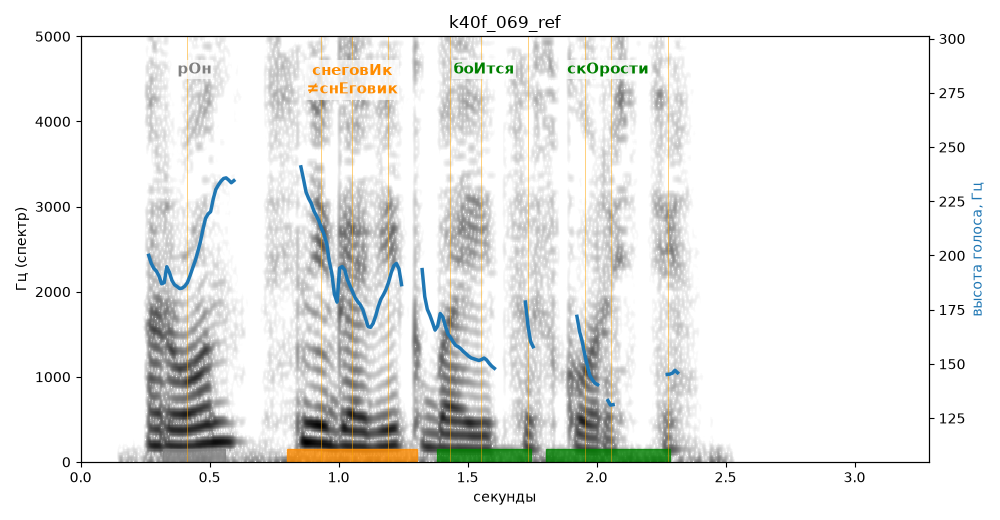 k40f_069_ref
рОн
снеговИк
≠снЕговик
боИтся
скОрости
Гц (спектр)
5000
4000
3000
2000
1000
0
300
275
250
225
200
175
150
125
высота голоса, Гц
0.0 0.5 1.0 1.5 2.0 2.5 3.0
секунды